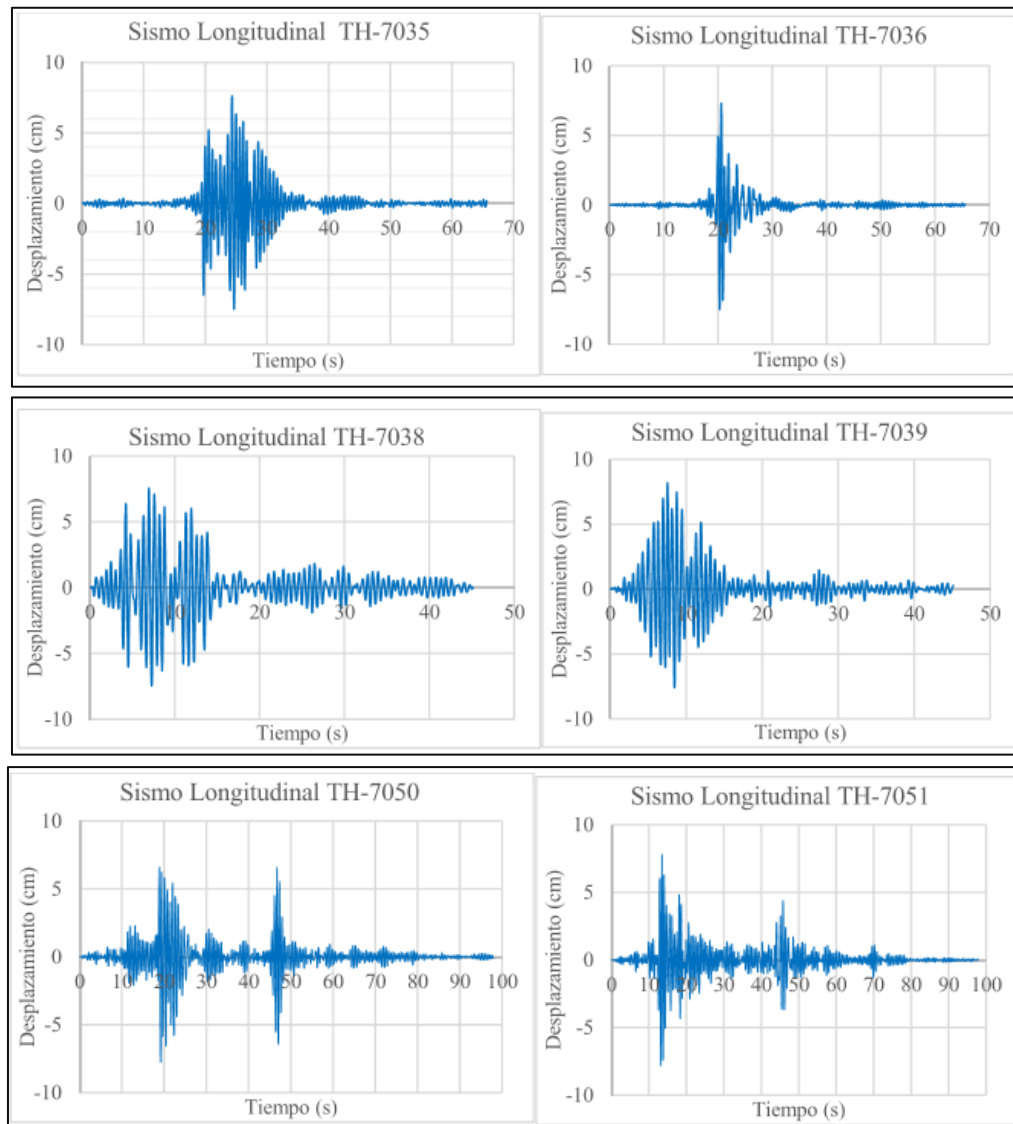 Sismo Longitudinal TH-7035
Desplazamiento (cm)
10
5
0
-5
-10
0 10 20 30 40 50 60 70
Tiempo (s)
Sismo Longitudinal TH-7036
Desplazamiento (cm)
10
5
0
-5
-10
0 10 20 30 40 50 60 70
Tiempo (s)
Sismo Longitudinal TH-7038
Desplazamiento (cm)
10
5
0
-5
-10
0 10 20 30 40 50
Tiempo (s)
Sismo Longitudinal TH-7039
Desplazamiento (cm)
10
5
0
-5
-10
0 10 20 30 40 50
Tiempo (s)
Sismo Longitudinal TH-7050
Desplazamiento (cm)
10
5
0
-5
-10
0 10 20 30 40 50 60 70 80 90 100
Tiempo (s)
Sismo Longitudinal TH-7051
Desplazamiento (cm)
10
5
0
-5
-10
0 10 20 30 40 50 60 70 80 90 100
Tiempo (s)